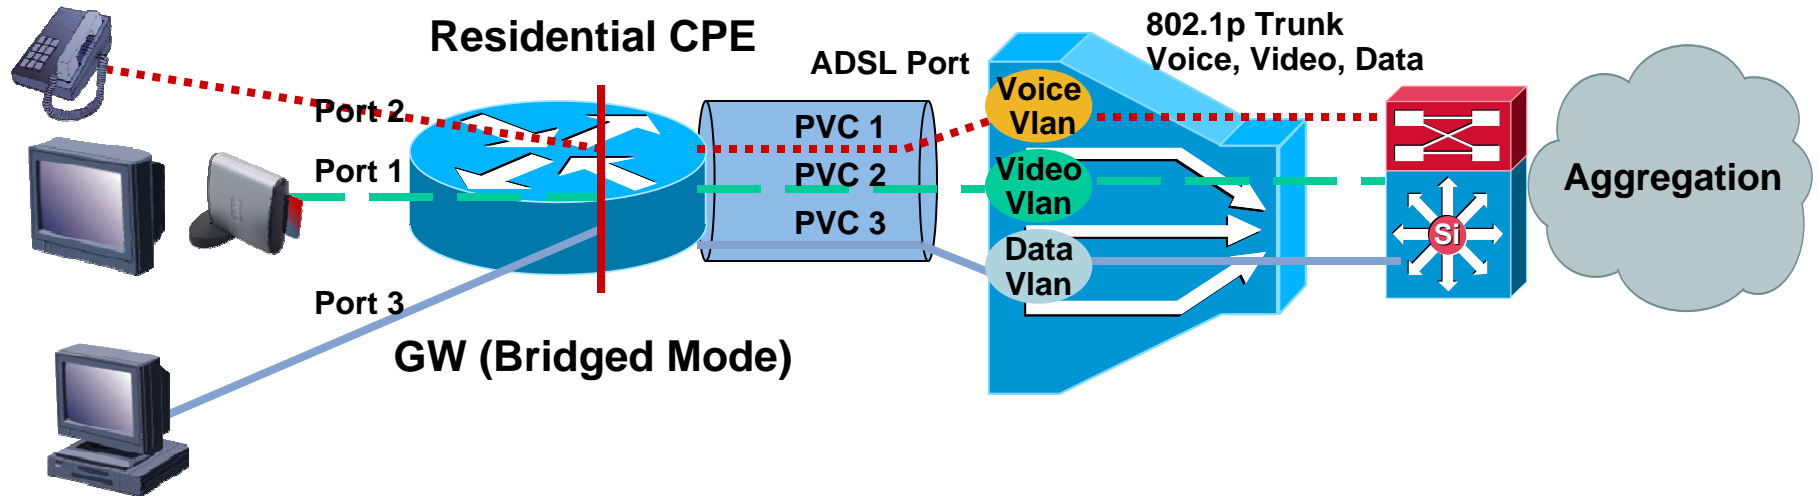 Residential CPE
ADSL Port
802.1p Trunk
Voice, Video, Data
Port 2
Port 1
Port 3
PVC 1
PVC 2
PVC 3
Voice
Vlan
Video
Vlan
Data
Vlan
Si
Aggregation
GW (Bridged Mode)